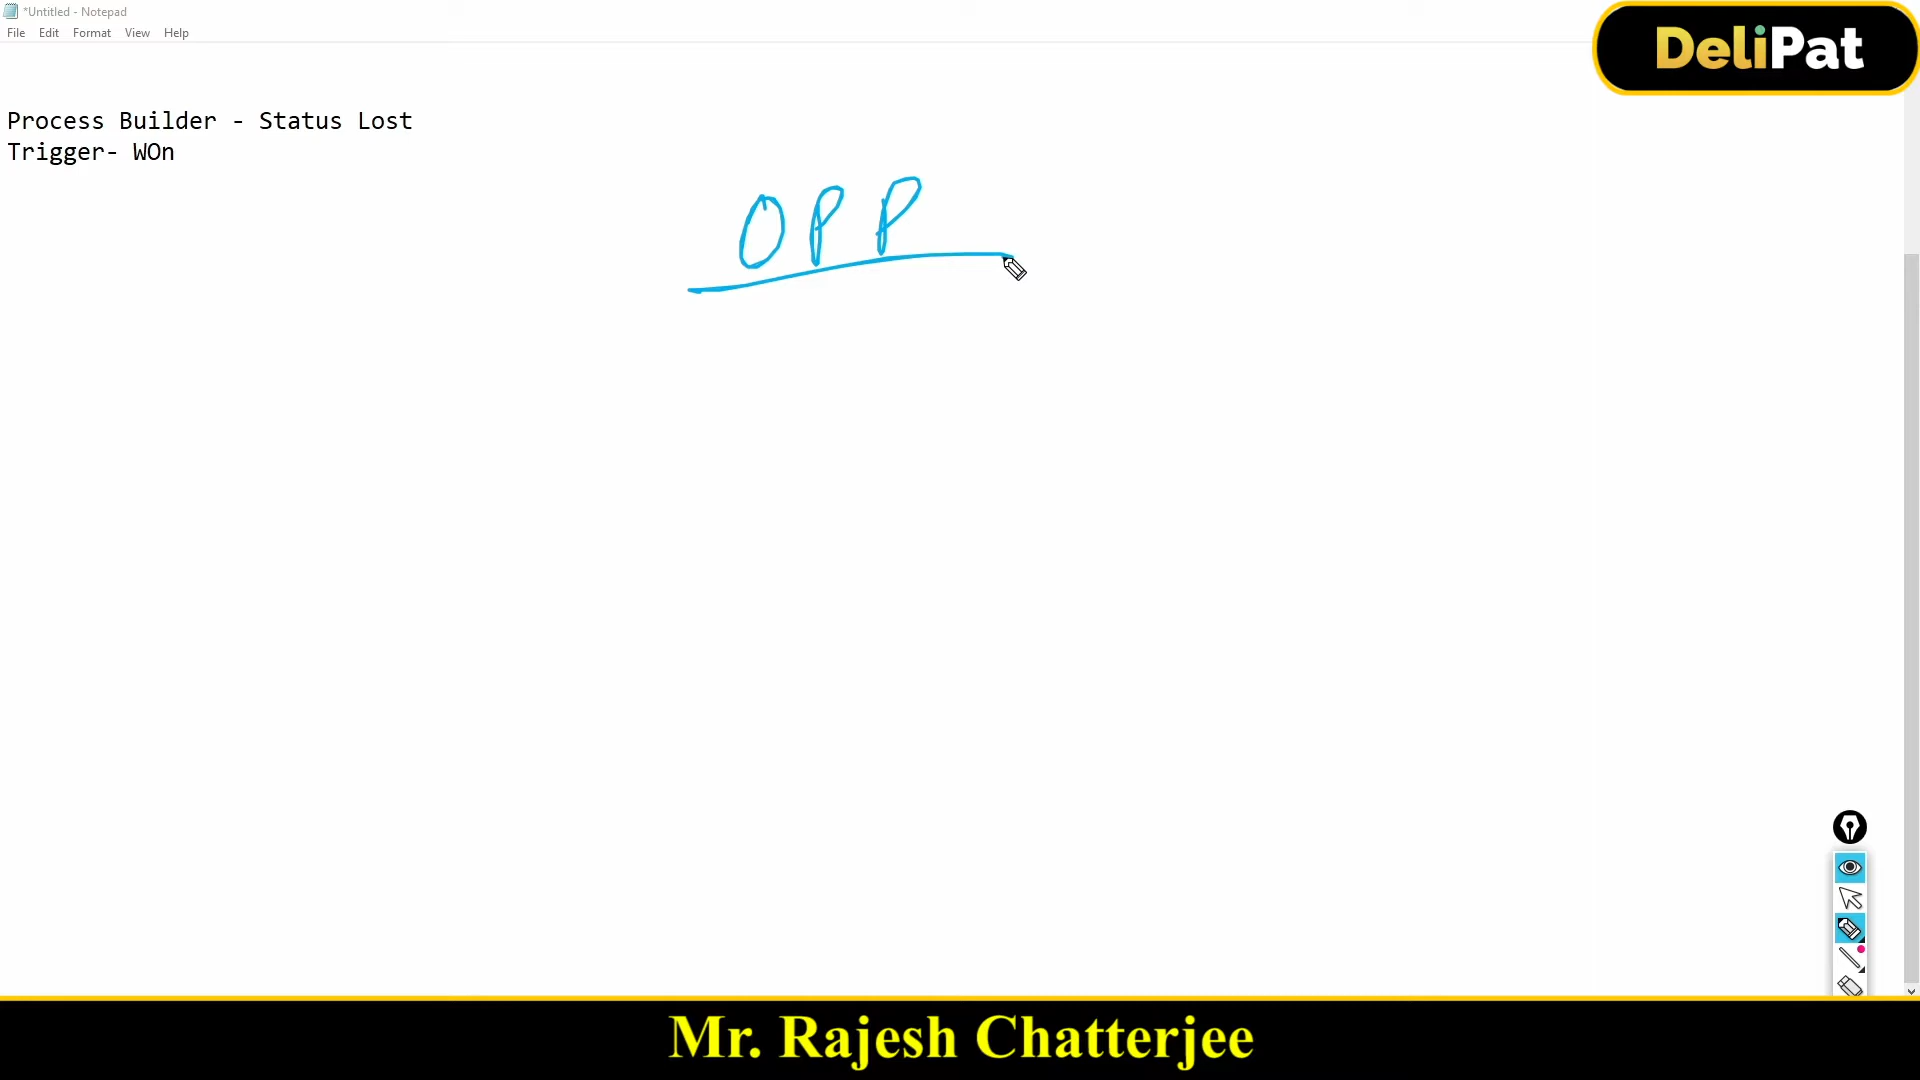 *Untitled - Notepad
File Edit Format View Help
DeliPat
Process Builder - Status Lost
Trigger- WOn
OPP
Mr. Rajesh Chatterjee